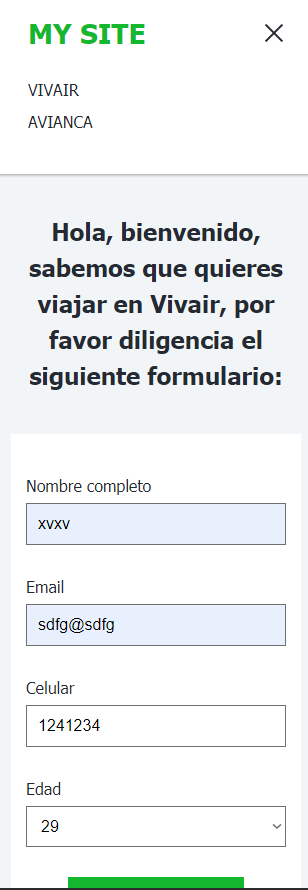 MY SITE
VIVAIR
AVIANCA
Hola, bienvenido,
sabemos que quieres
viajar en Vivair, por
favor diligencia el
siguiente formulario:
Nombre completo
xvxv
Email
sdfg@sdfg
Celular
1241234
Edad
29